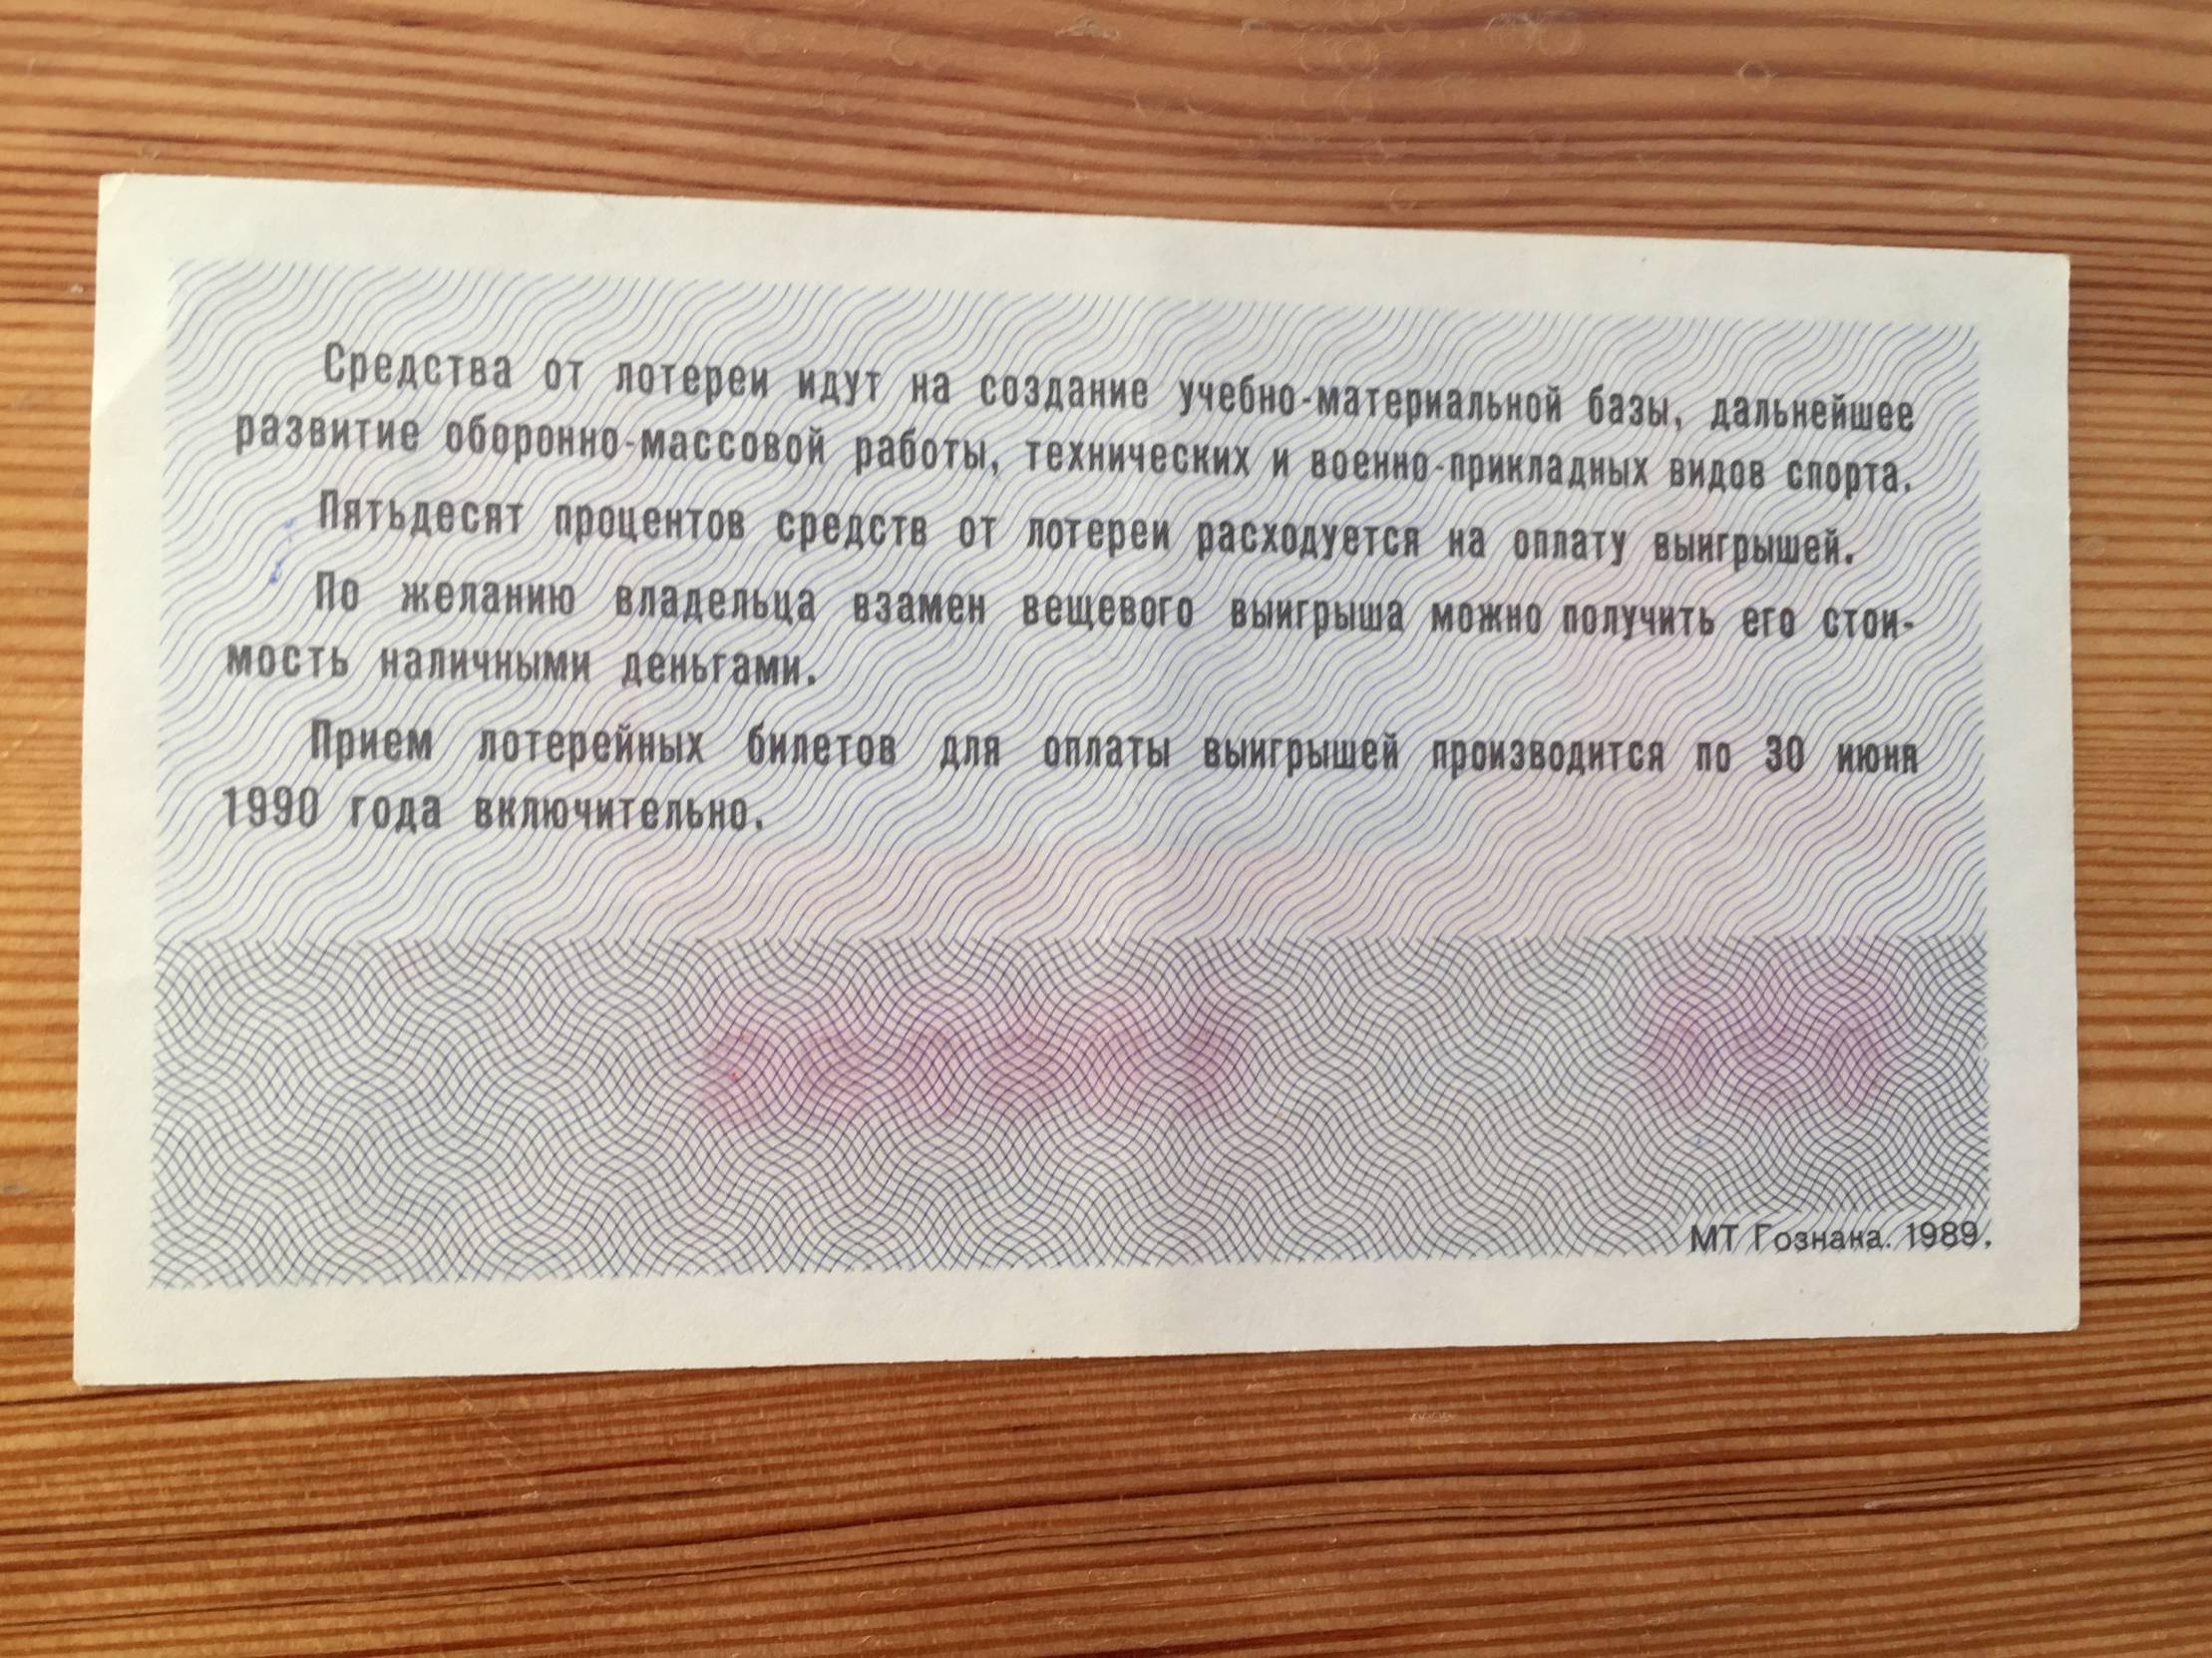 Средства от лотереи идут на создание учебно-материальной базы, дальнейшее
развитие оборонно-массовой работы, технических и военно-прикладных видов спорта.
Пятьдесят процентов средств от лотереи расходуется на оплату выигрышей.
По желанию владельца взамен вещевого выигрыша можно получить его стои-
мость наличными деньгами.
Прием лотерейных билетов для оплаты выигрышей производится по 30 июня
1990 года включительно.
МТ Гознака. 1989.